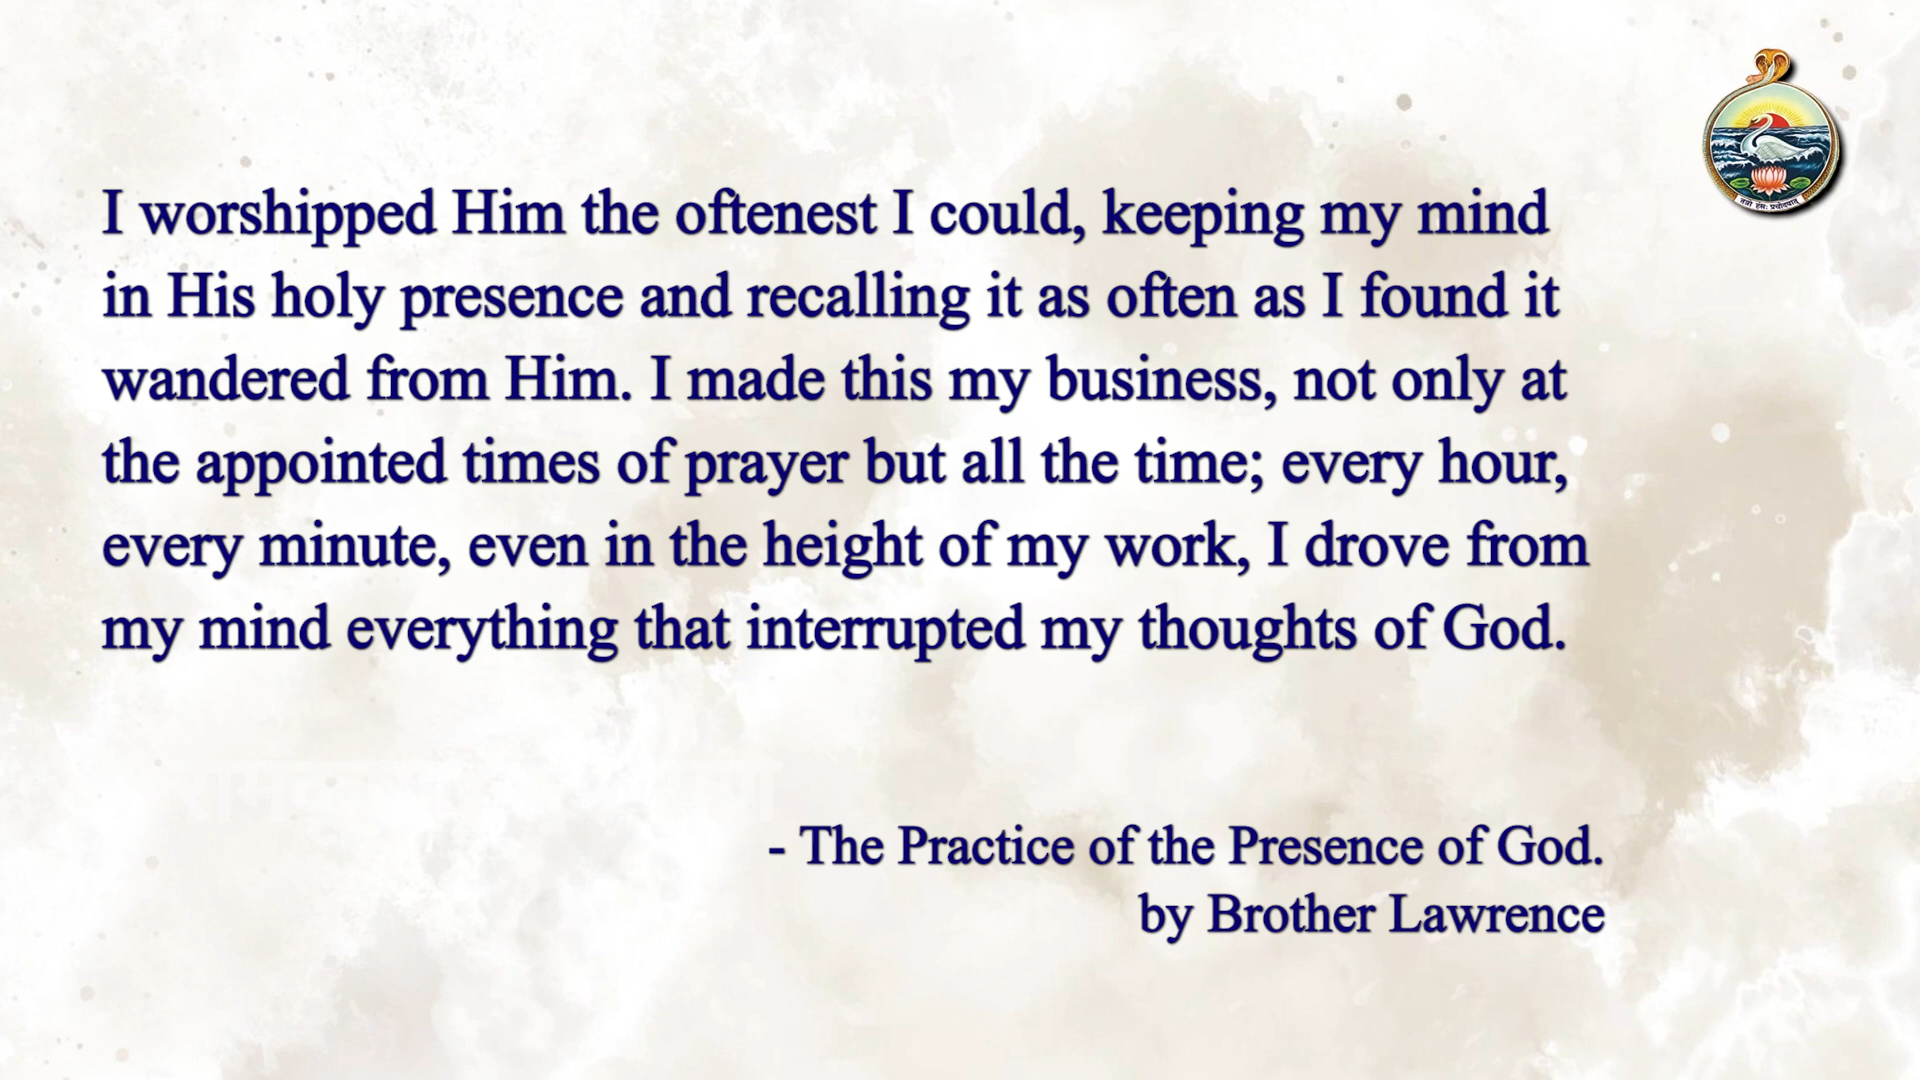 I worshipped Him the oftenest I could, keeping my mind
in His holy presence and recalling it as often as I found it
wandered from Him. I made this my business, not only at
the appointed times of prayer but all the time; every hour,
every minute, even in the height of my work, I drove from
my mind everything that interrupted my thoughts of God.
- The Practice of the Presence of God.
by Brother Lawrence
तन्नो हंसः प्रचोदयात्